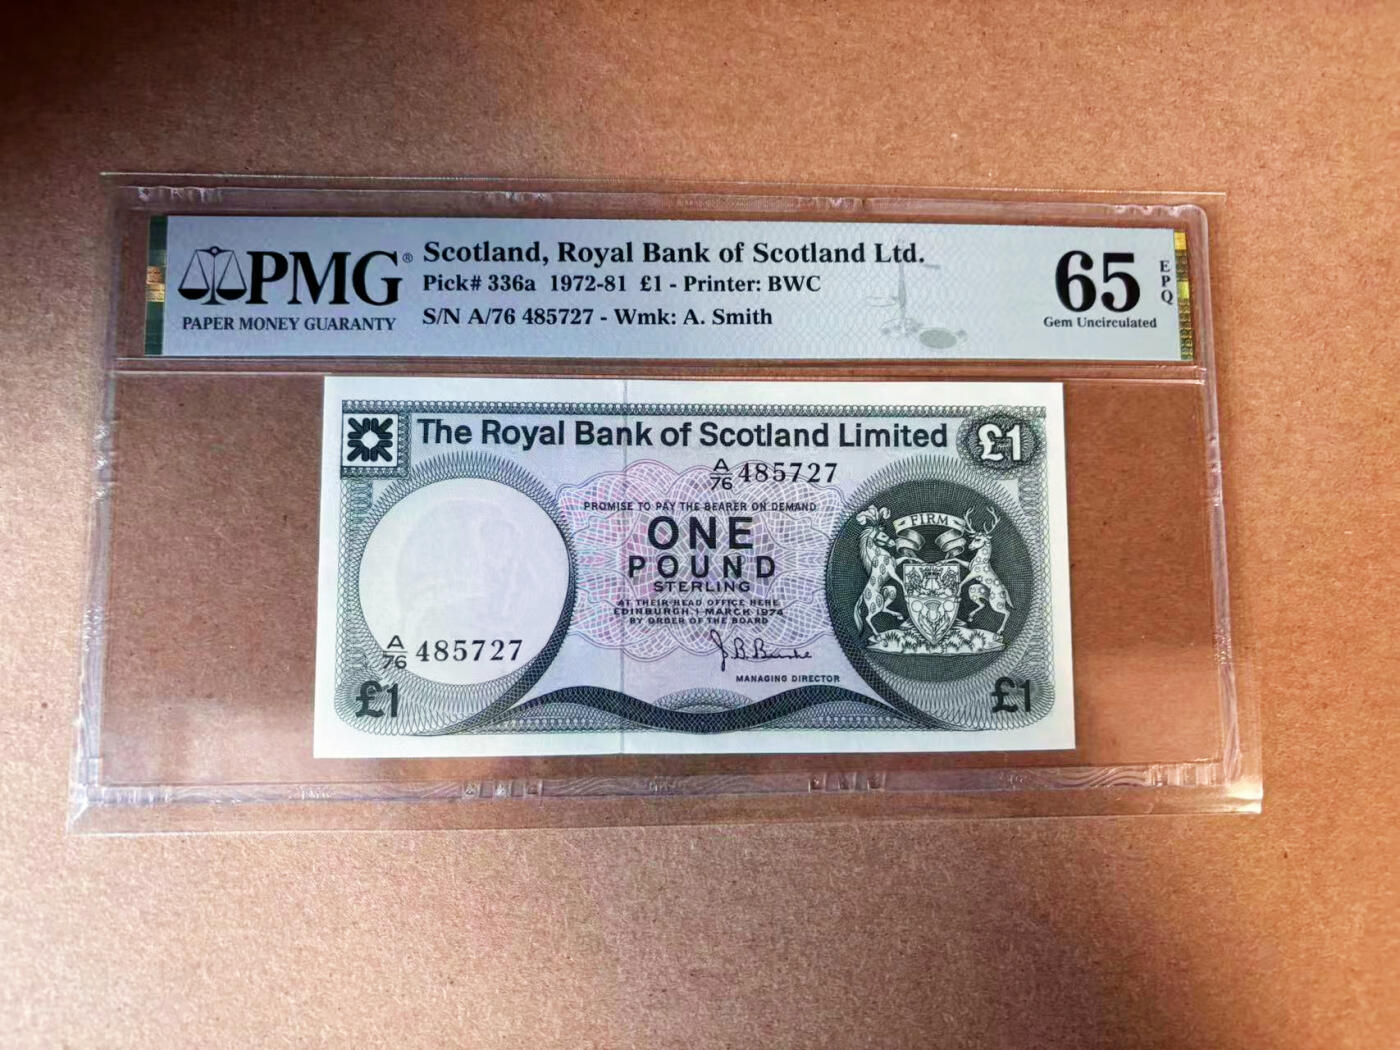 PMG®
PAPER MONEY GUARANTY
Scotland, Royal Bank of Scotland Ltd.
Pick# 336a 1972-81 £1 - Printer: BWC
S/N A/76 485727 - Wmk: A. Smith
65
EPQ
Gem Uncirculated
The Royal Bank of Scotland Limited
£1
A/76 485727
PROMISE TO PAY THE BEARER ON DEMAND
ONE
POUND
STERLING
AT THEIR HEAD OFFICE HERE
EDINBURGH, 1 MARCH 1974
BY ORDER OF THE BOARD
MANAGING DIRECTOR
FIRM
A/76 485727
£1
£1